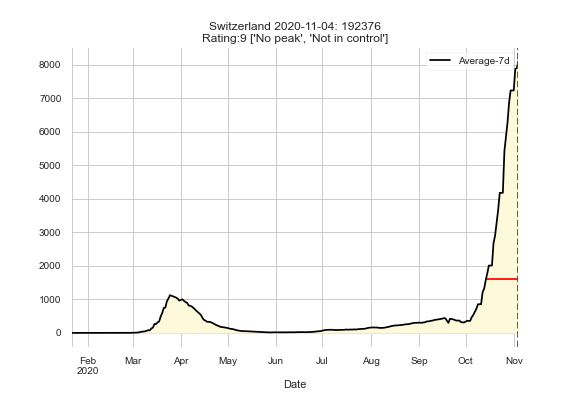 Switzerland 2020-11-04: 192376
Rating:9 ['No peak', 'Not in control']
Average-7d
8000
7000
6000
5000
4000
3000
2000
1000
0
Feb Mar Apr May Jun Jul Aug Sep Oct Nov
2020
Date